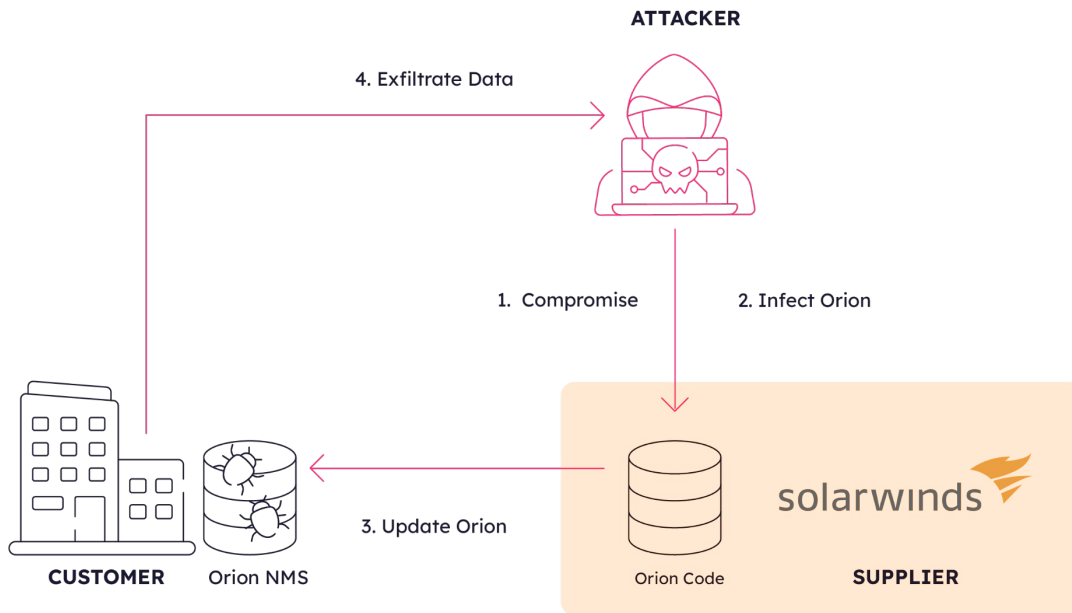 ATTACKER
4. Exfiltrate Data
1. Compromise
2. Infect Orion
solarwinds
3. Update Orion
CUSTOMER
Orion NMS
Orion Code
SUPPLIER